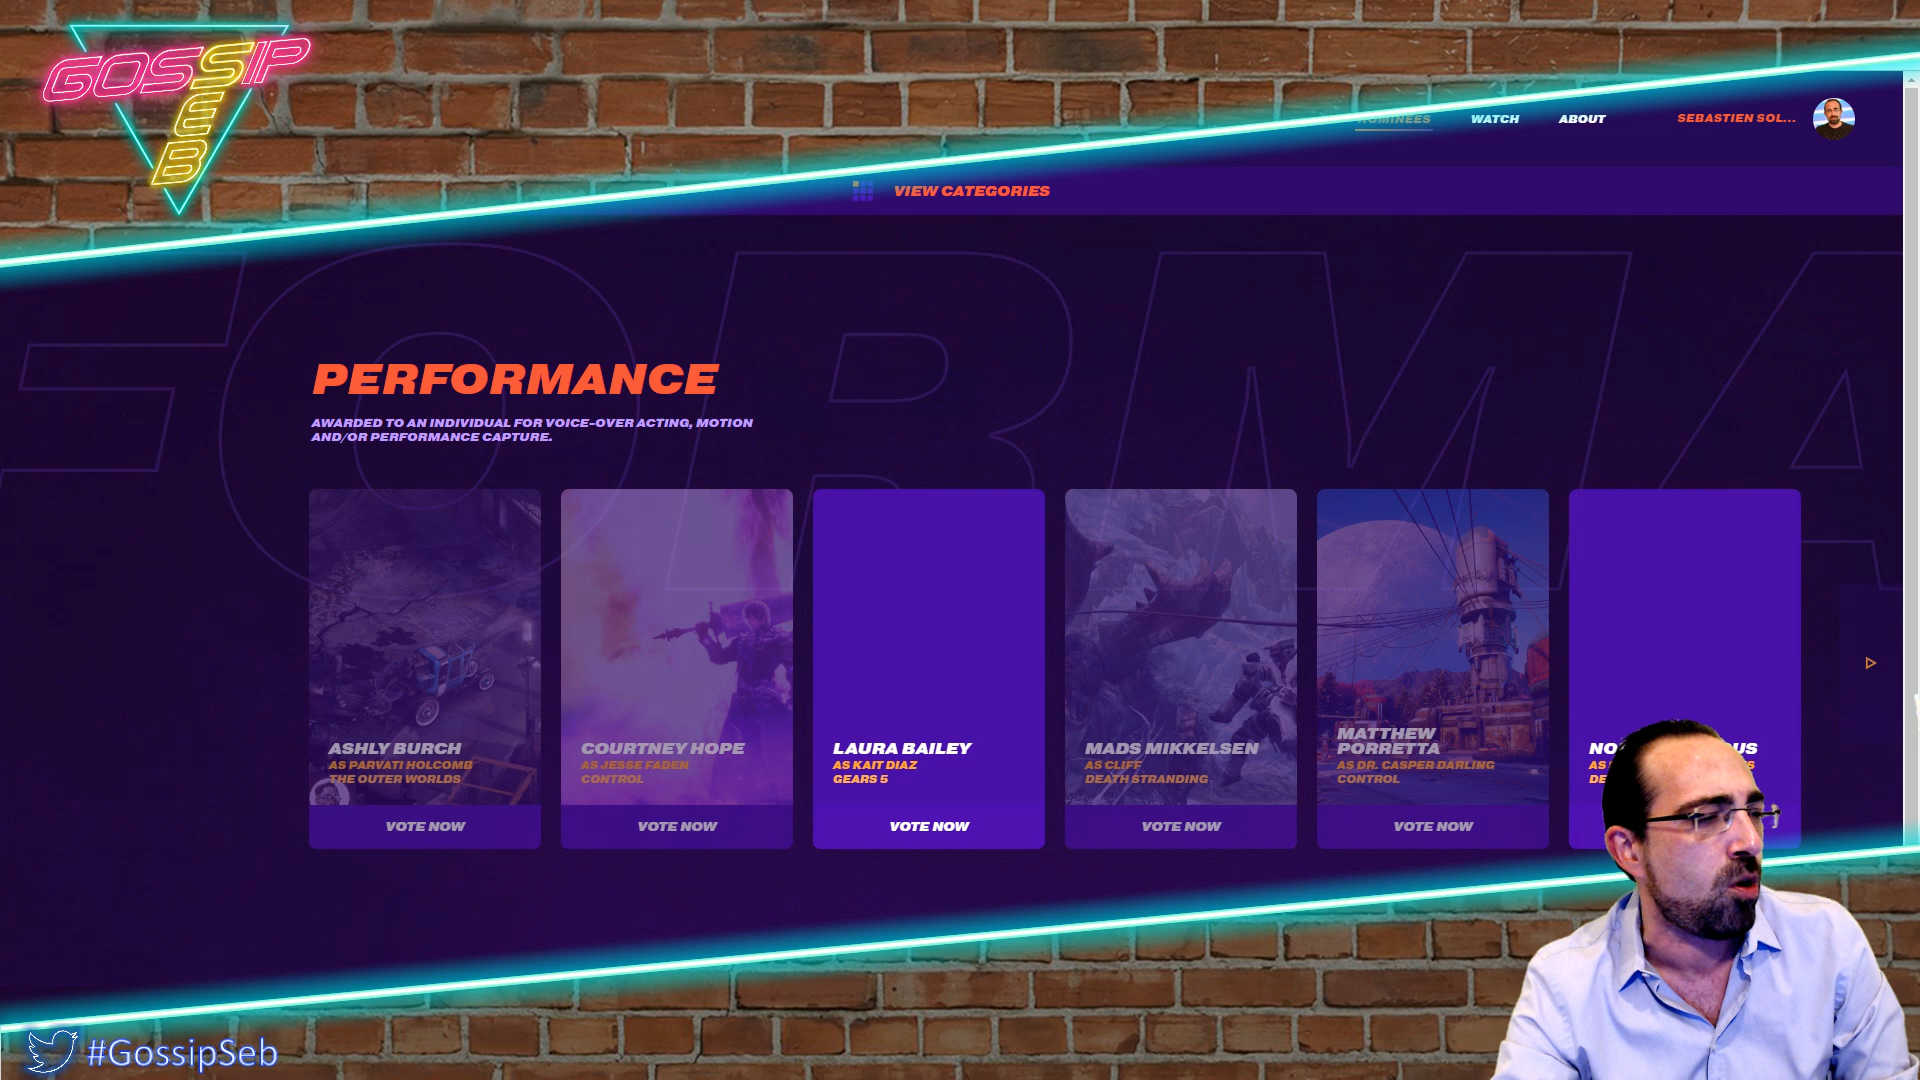 GOSSIP
SEB
NOMINEES
WATCH
ABOUT
SEBASTIEN SOL...
VIEW CATEGORIES
FORMA
PERFORMANCE
AWARDED TO AN INDIVIDUAL FOR VOICE-OVER ACTING, MOTION
AND/OR PERFORMANCE CAPTURE.
ASHLY BURCH
AS PARVATI HOLCOMB
THE OUTER WORLDS
VOTE NOW
COURTNEY HOPE
AS JESSE FADEN
CONTROL
VOTE NOW
LAURA BAILEY
AS KAIT DIAZ
GEARS 5
VOTE NOW
MADS MIKKELSEN
AS CLIFF
DEATH STRANDING
VOTE NOW
MATTHEW
PORRETTA
AS DR. CASPER DARLING
CONTROL
VOTE NOW
#GossipSeb